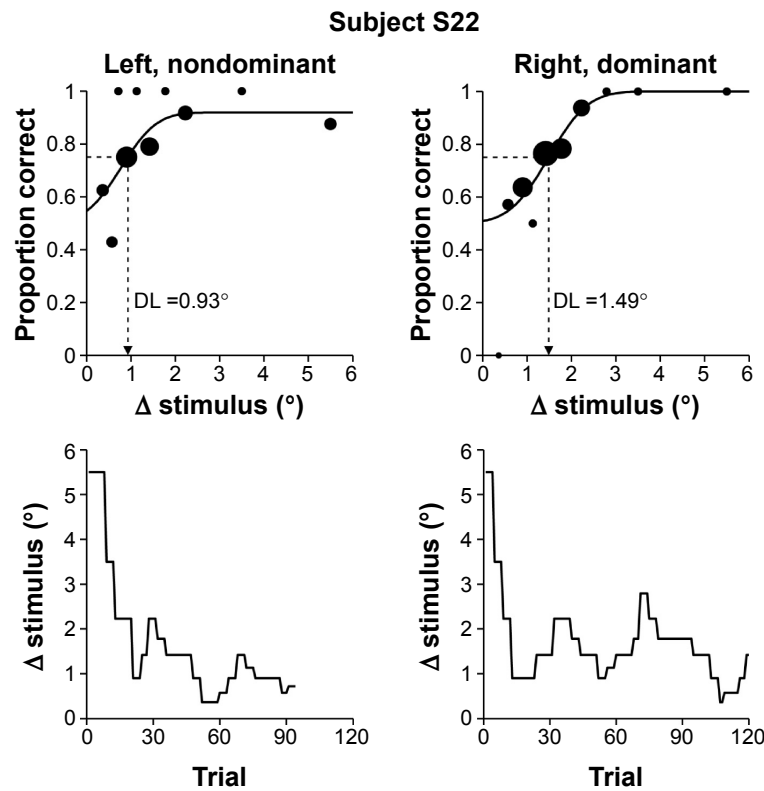 Subject S22
Left, nondominant
Right, dominant
Proportion correct
1
0.8
0.6
0.4
0.2
0
DL =0.93°
0 1 2 3 4 5 6
Δ stimulus (°)
Proportion correct
1
0.8
0.6
0.4
0.2
0
DL =1.49°
0 1 2 3 4 5 6
Δ stimulus (°)
Δ stimulus (°)
6
5
4
3
2
1
0
0 30 60 90 120
Trial
Δ stimulus (°)
6
5
4
3
2
1
0
0 30 60 90 120
Trial